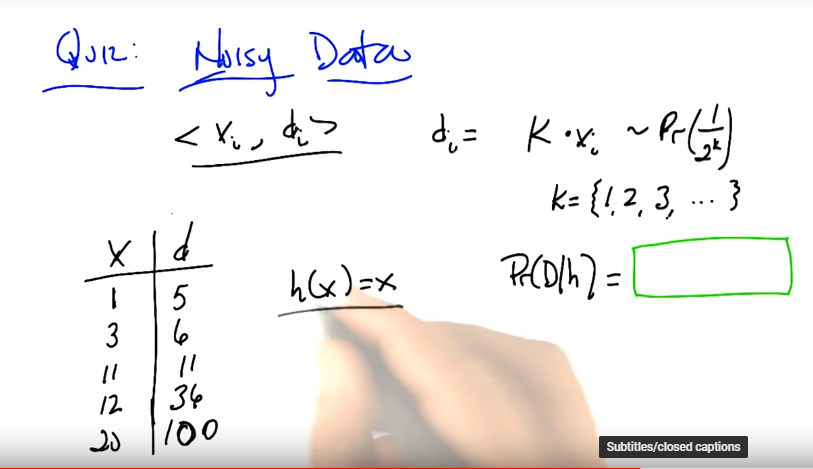 Quiz: Noisy Data
< xᵢ, dᵢ > dᵢ = K · xᵢ ~ Pr(1/2ᵏ)
k = {1, 2, 3, ... }
x d
1 5
3 6
11 11
12 36
20 100
h(x) = x
Pr(D|h) =
Subtitles/closed captions